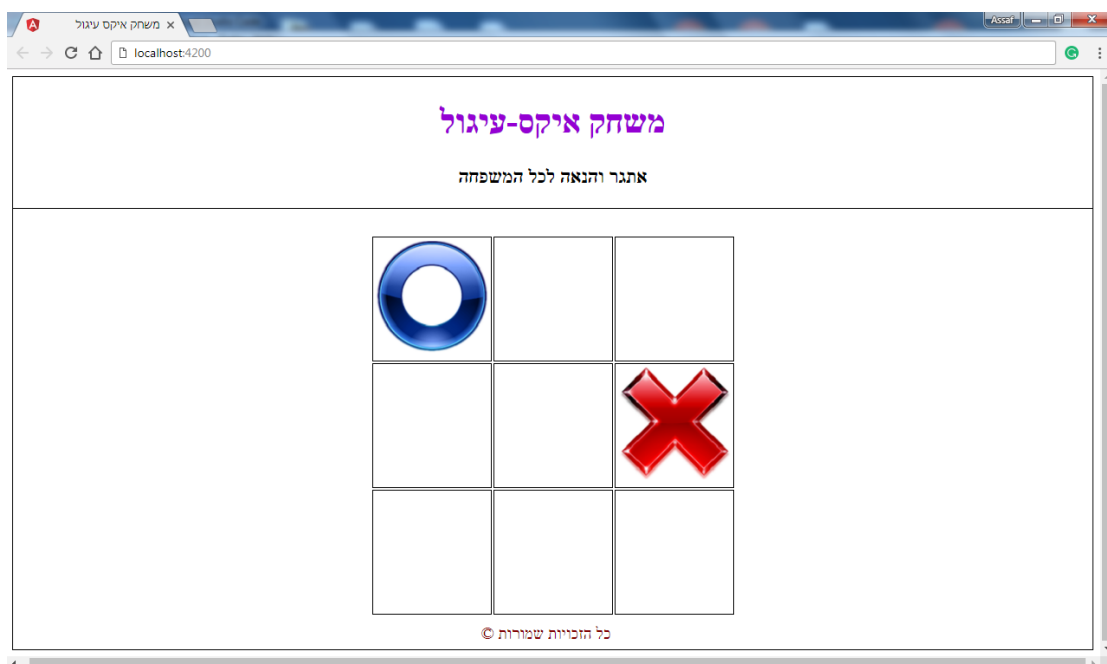 משחק איקס עיגול
Assaf
localhost:4200
משחק איקס-עיגול
אתגר והנאה לכל המשפחה
כל הזכויות שמורות ©